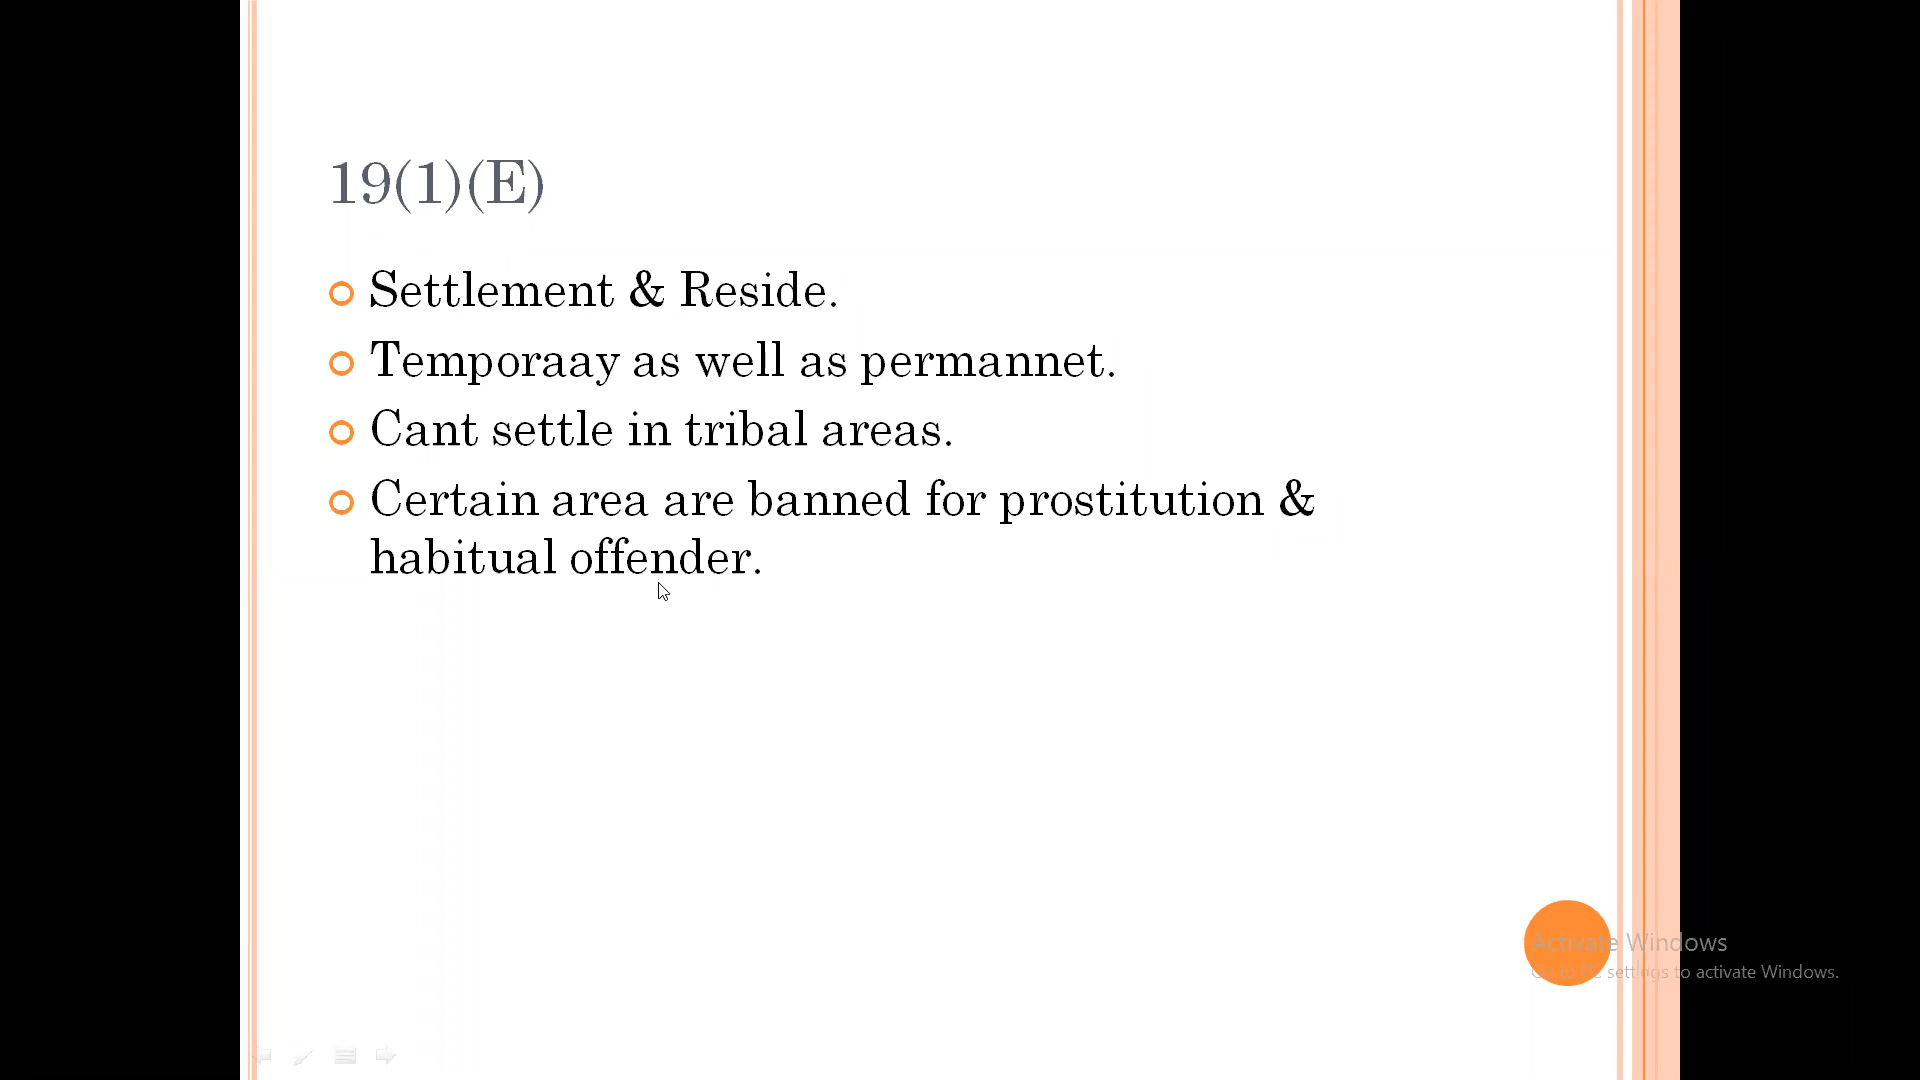 19(1)(E)
Settlement & Reside.
Temporaay as well as permannet.
Cant settle in tribal areas.
Certain area are banned for prostitution &
habitual offender.
Activate Windows
Go to PC settings to activate Windows.